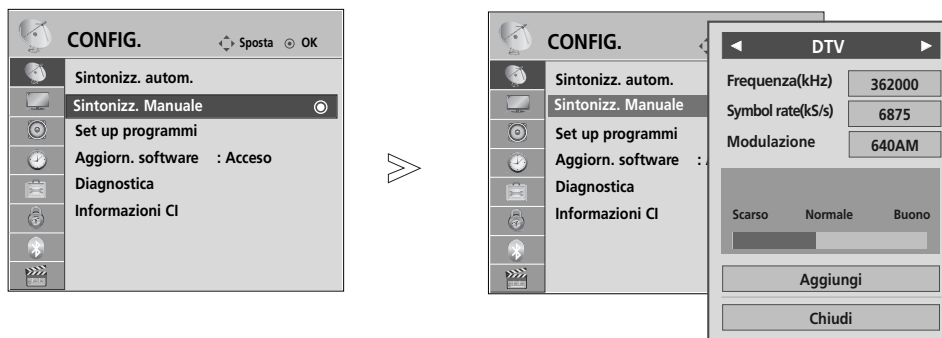 CONFIG. Sposta OK
Sintonizz. autom.
Sintonizz. Manuale
Set up programmi
Aggiorn. software : Acceso
Diagnostica
Informazioni CI
CONFIG.
Sintonizz. autom.
Sintonizz. Manuale
Set up programmi
Aggiorn. software :
Diagnostica
Informazioni CI
DTV
Frequenza(kHz) 362000
Symbol rate(kS/s) 6875
Modulazione 640AM
Scarso Normale Buono
Aggiungi
Chiudi